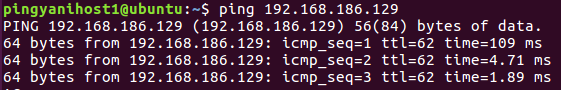 pingyanihost1@ubuntu:~$ ping 192.168.186.129
PING 192.168.186.129 (192.168.186.129) 56(84) bytes of data.
64 bytes from 192.168.186.129: icmp_seq=1 ttl=62 time=109 ms
64 bytes from 192.168.186.129: icmp_seq=2 ttl=62 time=4.71 ms
64 bytes from 192.168.186.129: icmp_seq=3 ttl=62 time=1.89 ms